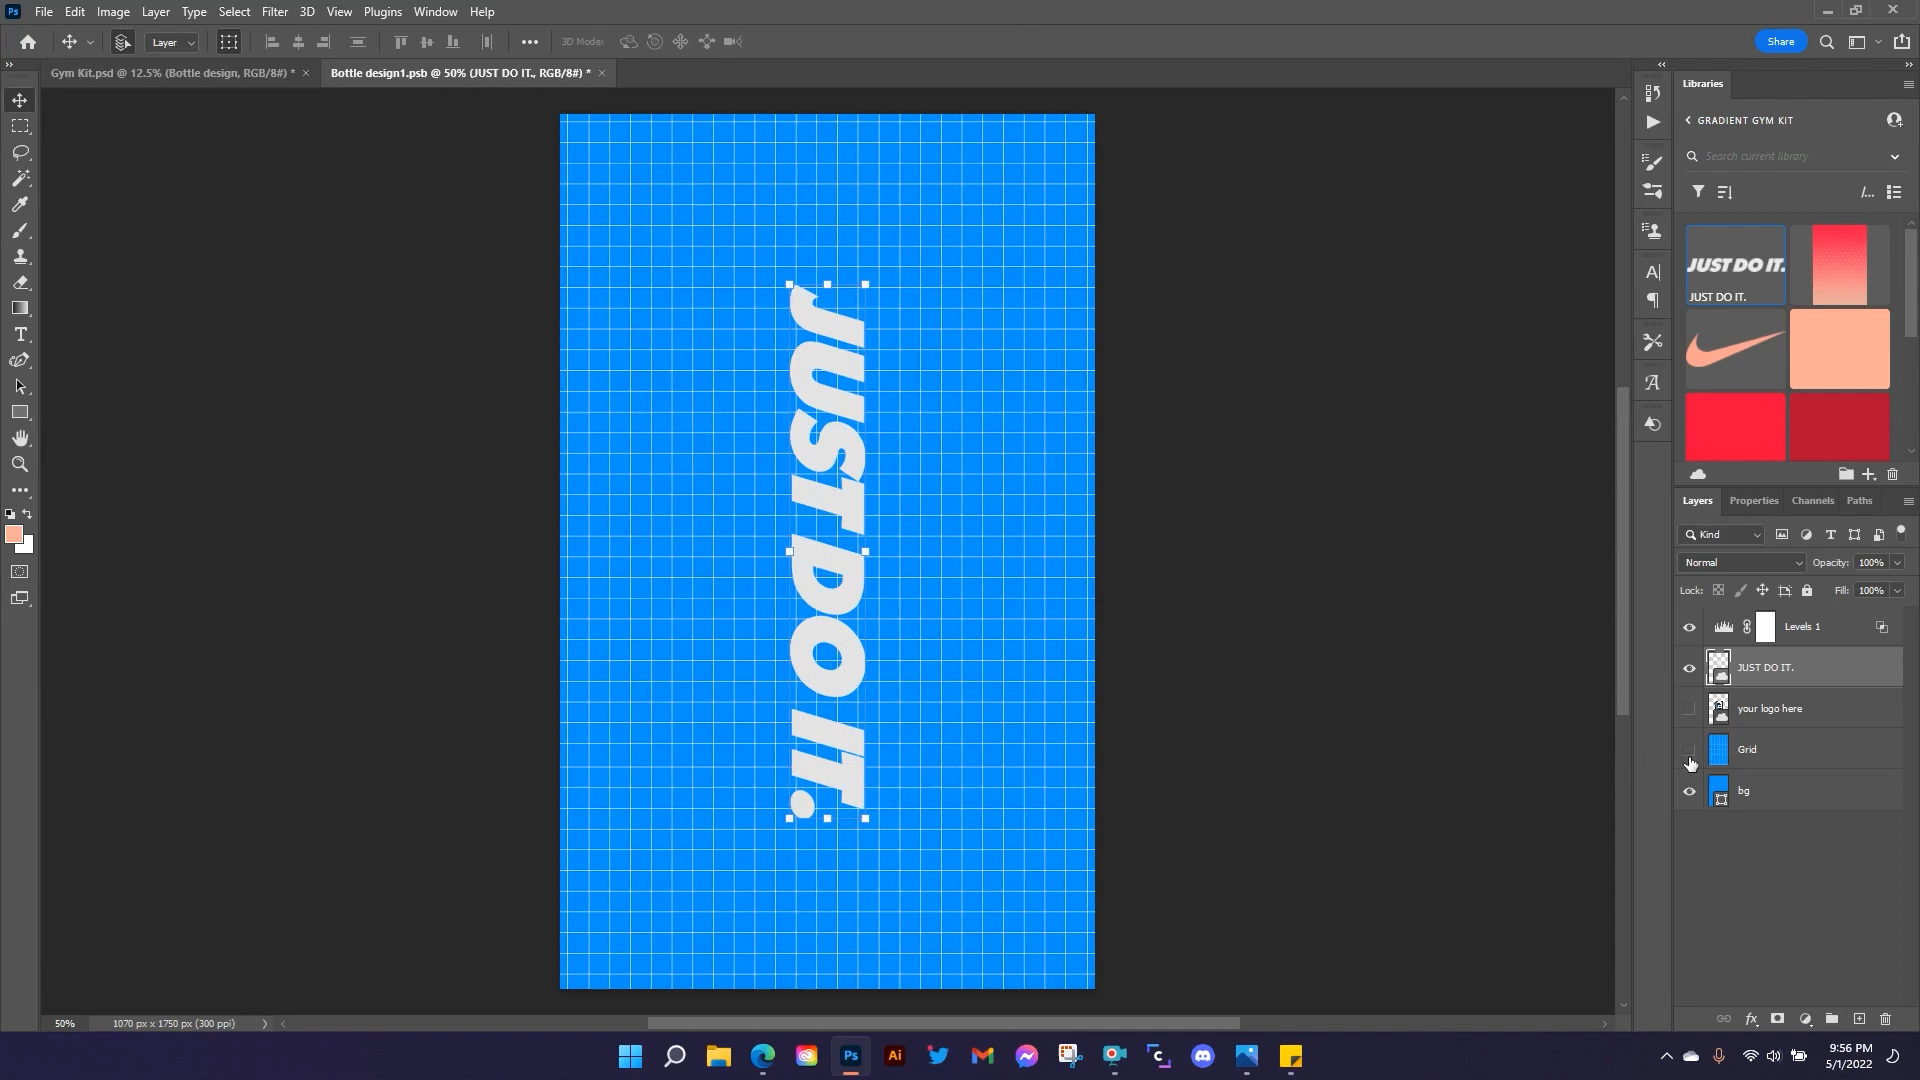 Ps File Edit Image Layer Type Select Filter 3D View Plugins Window Help
Layer 3D Mode: Share
Gym Kit.psd @ 12.5% (Bottle design, RGB/8#) * × Bottle design1.psb @ 50% (JUST DO IT., RGB/8#) * ×
Libraries
GRADIENT GYM KIT
Search current library
/...
JUST DO IT.
JUST DO IT.
JUST DO IT.
Layers Properties Channels Paths
Kind
Normal Opacity: 100%
Lock: Fill: 100%
Levels 1
JUST DO IT.
your logo here
Grid
bg
50% 1070 px x 1750 px (300 ppi)
fx
Ps Ai
9:56 PM
5/1/2022